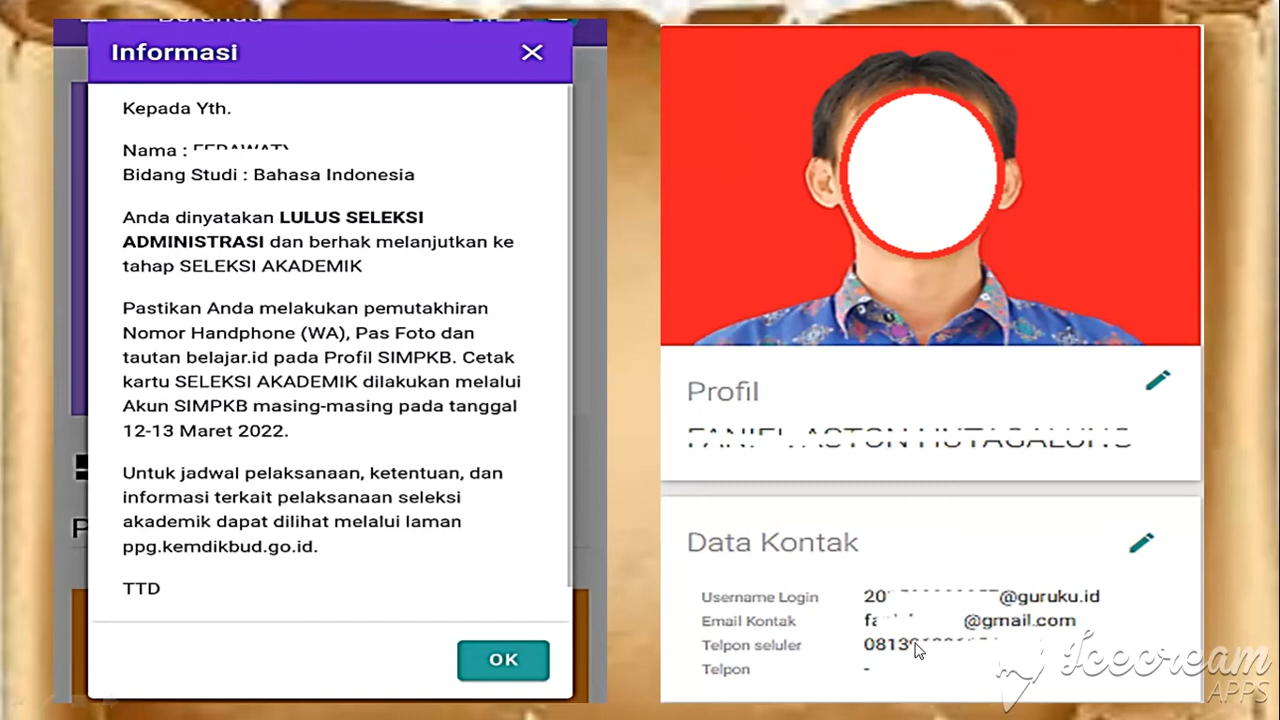 Informasi
Kepada Yth.
Nama :
Bidang Studi : Bahasa Indonesia
Anda dinyatakan LULUS SELEKSI
ADMINISTRASI dan berhak melanjutkan ke
tahap SELEKSI AKADEMIK
Pastikan Anda melakukan pemutakhiran
Nomor Handphone (WA), Pas Foto dan
tautan belajar.id pada Profil SIMPKB. Cetak
kartu SELEKSI AKADEMIK dilakukan melalui
Akun SIMPKB masing-masing pada tanggal
12-13 Maret 2022.
Untuk jadwal pelaksanaan, ketentuan, dan
informasi terkait pelaksanaan seleksi
akademik dapat dilihat melalui laman
ppg.kemdikbud.go.id.
TTD
OK
Profil
Data Kontak
Username Login @guruku.id
Email Kontak @gmail.com
Telpon seluler
Telpon -
Icecream
APPS